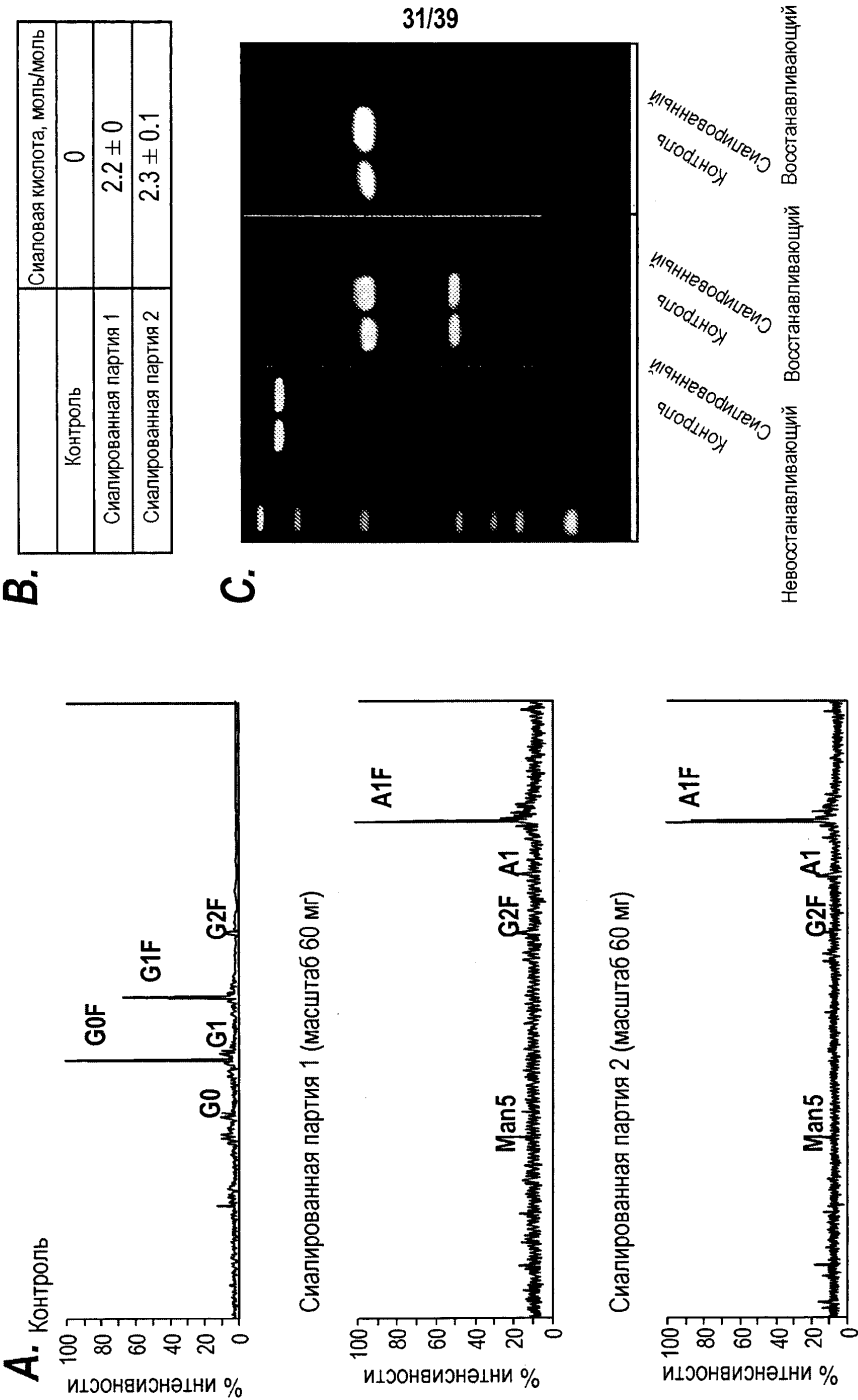 31/39
A. Контроль
% ИНТЕНСИВНОСТИ
100
80
60
40
20
0
G0
G0F
G1
G1F
G2F
Сиалированная партия 1 (масштаб 60 мг)
% ИНТЕНСИВНОСТИ
100
80
60
40
20
0
Man5
G2F
A1
A1F
Сиалированная партия 2 (масштаб 60 мг)
% ИНТЕНСИВНОСТИ
100
80
60
40
20
0
Man5
G2F
A1
A1F
B.
Сиаловая кислота, моль/моль
Контроль 0
Сиалированная партия 1 2.2 ± 0
Сиалированная партия 2 2.3 ± 0.1
C.
Контроль
Сиалированный
Контроль
Сиалированный
Контроль
Сиалированный
Невосстанавливающий Восстанавливающий Восстанавливающий